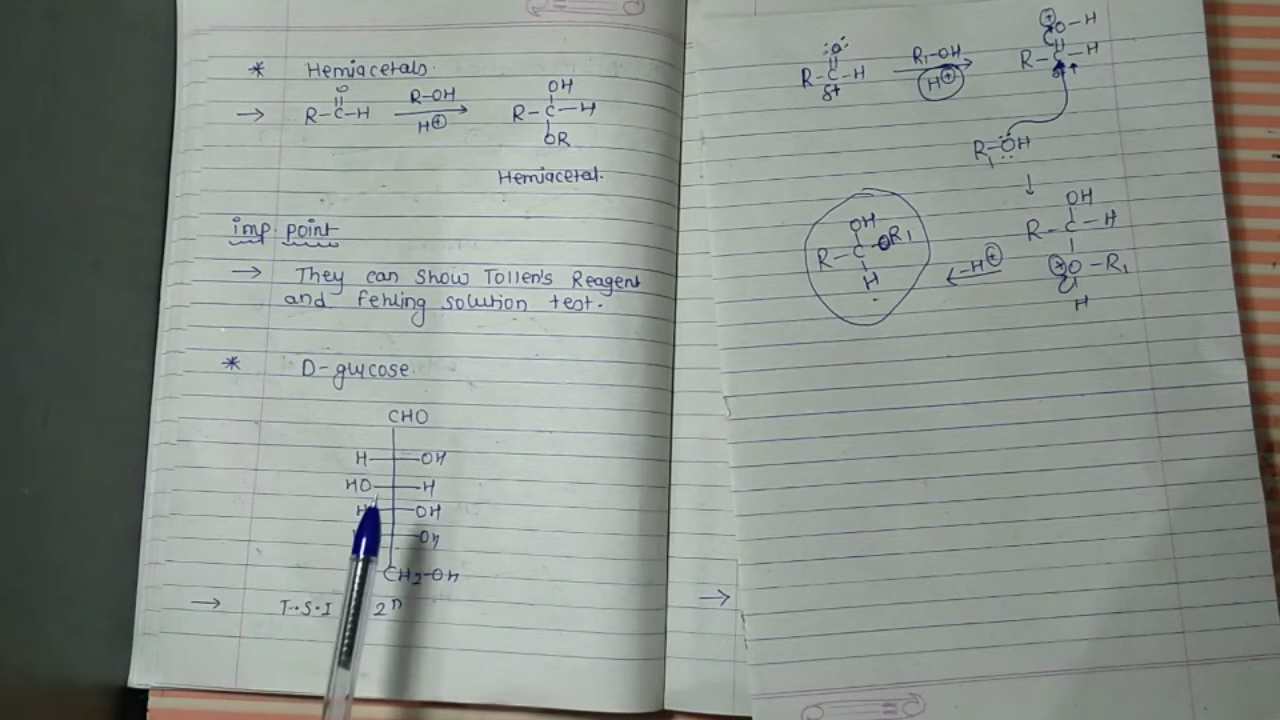 * Hemiacetals.
O
→ R-C-H R-OH H⊕ R-C-H
OH
OR
Hemiacetal.
imp point
→ They can show Tollen's Reagent
and fehling solution test.
* D-glycose.
CHO
H OH
HO H
H OH
OH
CH2-OH
→ T.S.I 2ⁿ
:O:
R-C-H R1-OH H⊕
δ+
⊕O-H
R-C-H
δ+
R1-OH
↓
OH
R-C-H
⊕O-R1
H
-H⊕
OH
R-C-OR1
H
→